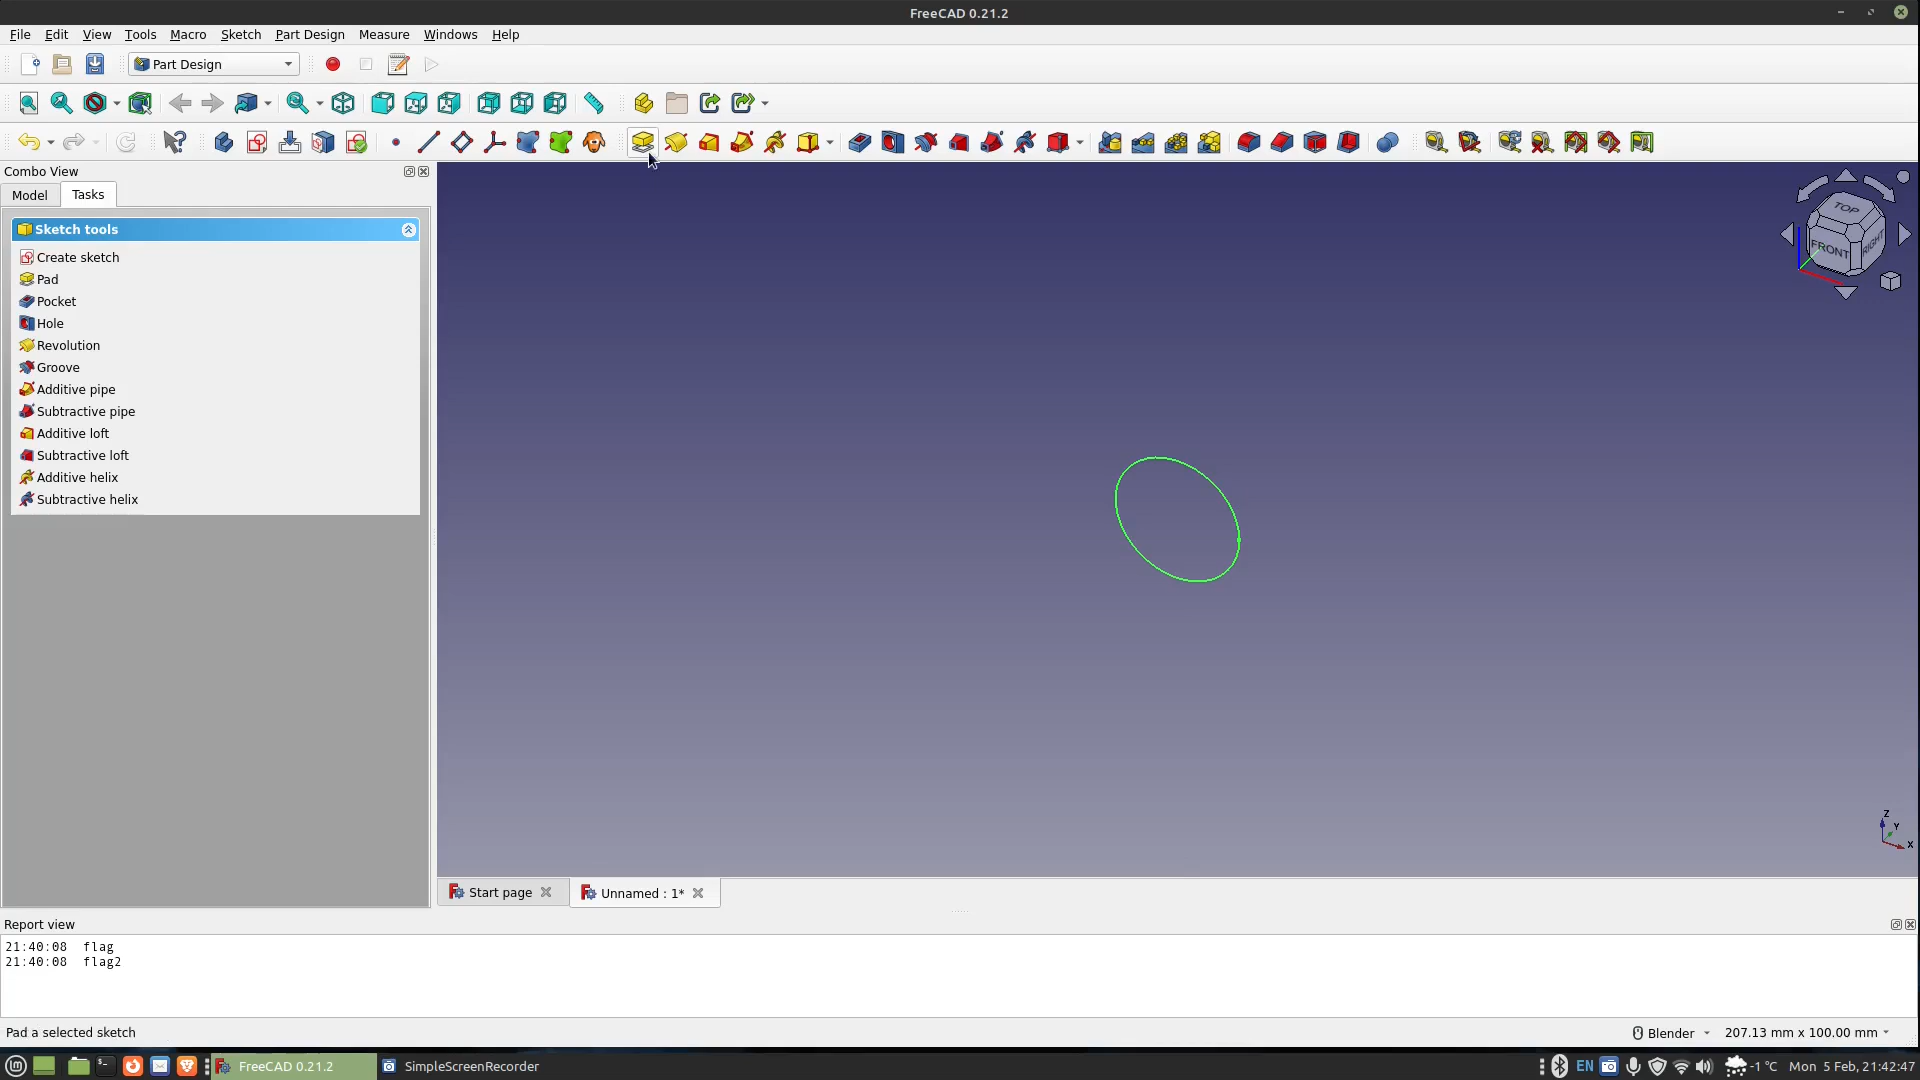 FreeCAD 0.21.2
File Edit View Tools Macro Sketch Part Design Measure Windows Help
Part Design
Combo View
Model Tasks
Sketch tools
Create sketch
Pad
Pocket
Hole
Revolution
Groove
Additive pipe
Subtractive pipe
Additive loft
Subtractive loft
Additive helix
Subtractive helix
TOP
FRONT
RIGHT
Z
Y
X
Start page
Unnamed : 1*
Report view
21:40:08 flag
21:40:08 flag2
Pad a selected sketch
Blender
207.13 mm x 100.00 mm
FreeCAD 0.21.2
SimpleScreenRecorder
EN
-1 °C
Mon 5 Feb, 21:42:47